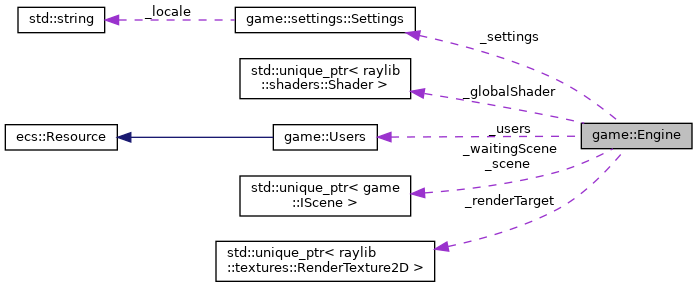 std::string
_locale
game::settings::Settings
_settings
std::unique_ptr< raylib
::shaders::Shader >
_globalShader
ecs::Resource
game::Users
_users
game::Engine
_waitingScene
_scene
std::unique_ptr< game
::IScene >
_renderTarget
std::unique_ptr< raylib
::textures::RenderTexture2D >